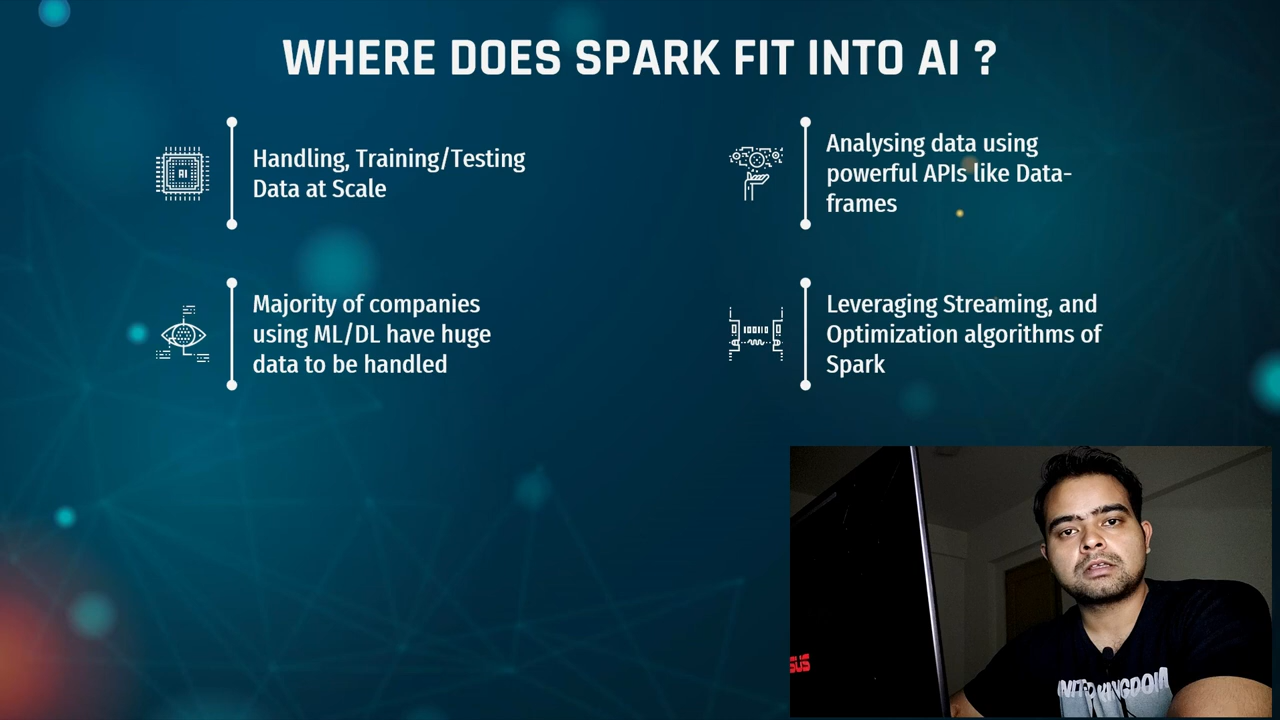 WHERE DOES SPARK FIT INTO AI ?
AI
Handling, Training/Testing
Data at Scale
Analysing data using
powerful APIs like Data-
frames
Majority of companies
using ML/DL have huge
data to be handled
Leveraging Streaming, and
Optimization algorithms of
Spark